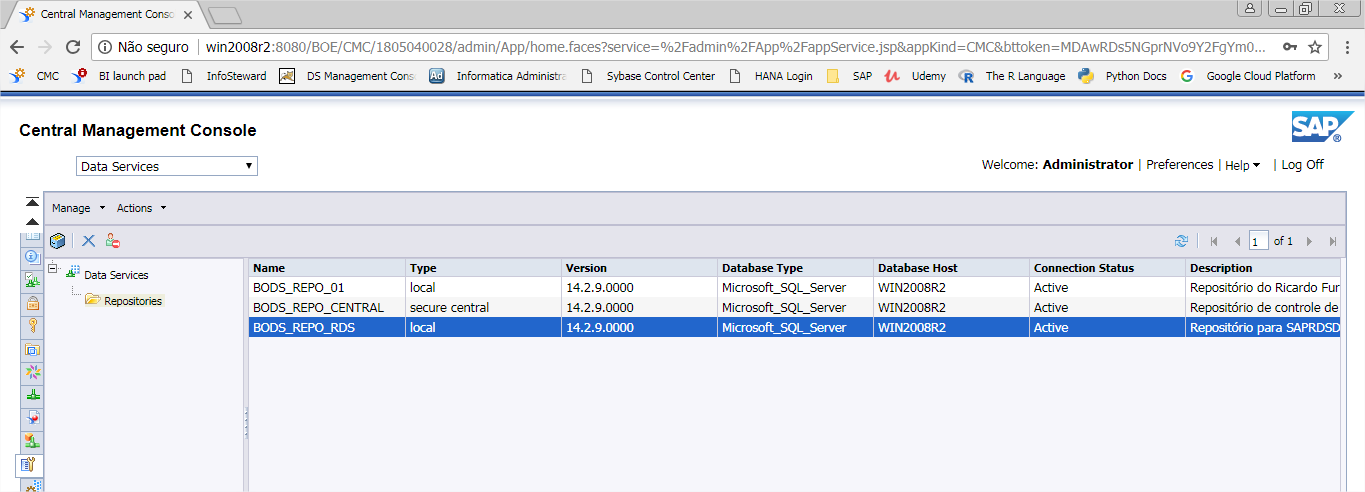 Central Management Conso
Não seguro win2008r2:8080/BOE/CMC/1805040028/admin/App/home.faces?service=%2Fadmin%2FApp%2FappService.jsp&appKind=CMC&bttoken=MDAwRDs5NGprNVo9Y2FgYm0...
CMC BI launch pad InfoSteward DS Management Cons Ad Informatica Administra Sybase Control Center HANA Login SAP Udemy The R Language Python Docs Google Cloud Platform »
Central Management Console
SAP®
Data Services
Welcome: Administrator | Preferences | Help | Log Off
Manage Actions
1 of 1
Data Services
Repositories
Name Type Version Database Type Database Host Connection Status Description
BODS_REPO_01 local 14.2.9.0000 Microsoft_SQL_Server WIN2008R2 Active Repositório do Ricardo Fur
BODS_REPO_CENTRAL secure central 14.2.9.0000 Microsoft_SQL_Server WIN2008R2 Active Repositório de controle de
BODS_REPO_RDS local 14.2.9.0000 Microsoft_SQL_Server WIN2008R2 Active Repositório para SAPRDSD